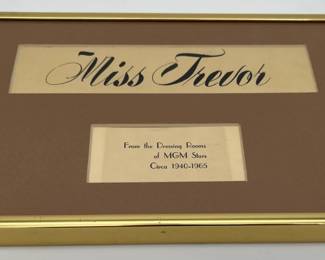 Miss Trevor
From the Dressing Rooms
of MGM Stars
Circa 1940-1965